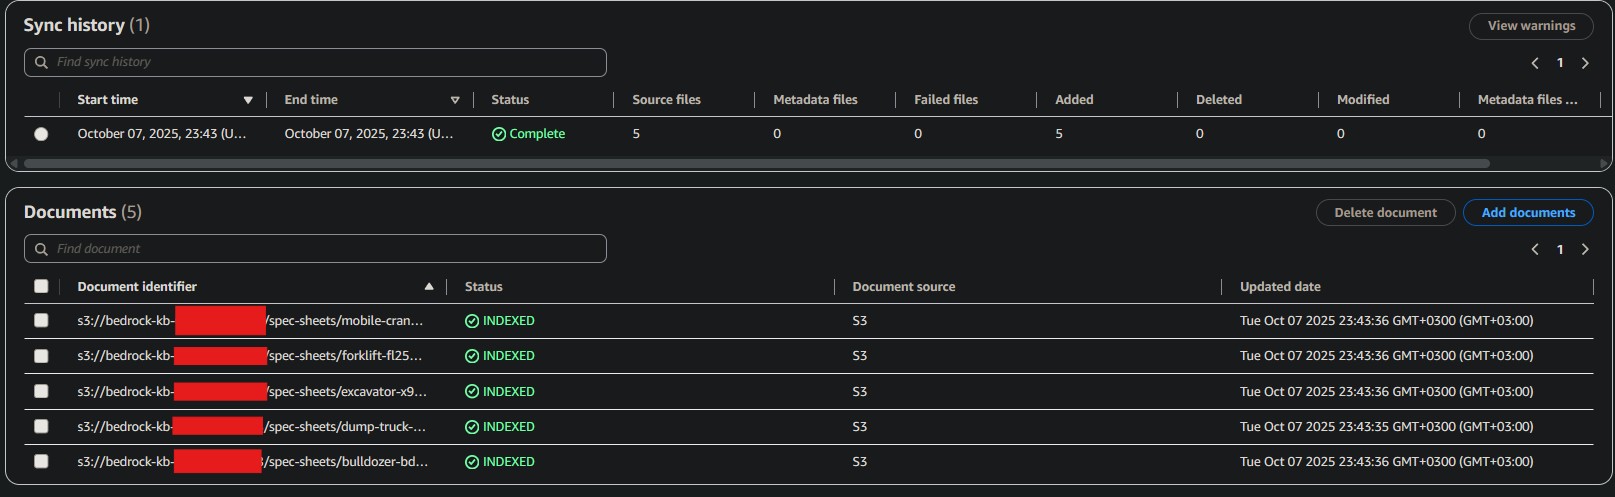 Sync history (1) View warnings
Find sync history 1
Start time End time Status Source files Metadata files Failed files Added Deleted Modified Metadata files ...
October 07, 2025, 23:43 (U... October 07, 2025, 23:43 (U... Complete 5 0 0 5 0 0 0
Documents (5) Delete document Add documents
Find document 1
Document identifier Status Document source Updated date
s3://bedrock-kb- /spec-sheets/mobile-cran... INDEXED S3 Tue Oct 07 2025 23:43:36 GMT+0300 (GMT+03:00)
s3://bedrock-kb- /spec-sheets/forklift-fl25... INDEXED S3 Tue Oct 07 2025 23:43:36 GMT+0300 (GMT+03:00)
s3://bedrock-kb- /spec-sheets/excavator-x9... INDEXED S3 Tue Oct 07 2025 23:43:36 GMT+0300 (GMT+03:00)
s3://bedrock-kb- /spec-sheets/dump-truck-... INDEXED S3 Tue Oct 07 2025 23:43:35 GMT+0300 (GMT+03:00)
s3://bedrock-kb- /spec-sheets/bulldozer-bd... INDEXED S3 Tue Oct 07 2025 23:43:36 GMT+0300 (GMT+03:00)